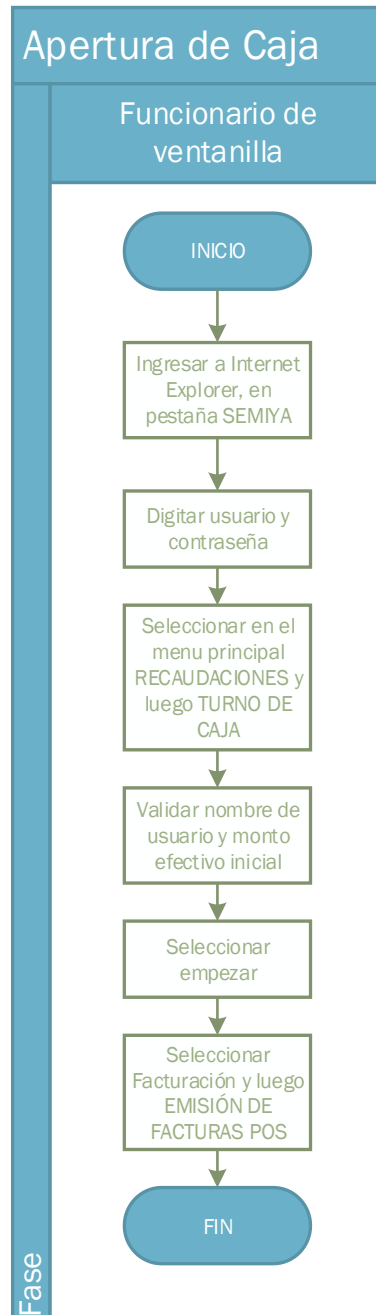 Apertura de Caja
Funcionario de
ventanilla
INICIO
Ingresar a Internet
Explorer, en
pestaña SEMIYA
Digitar usuario y
contraseña
Seleccionar en el
menu principal
RECAUDACIONES y
luego TURNO DE
CAJA
Validar nombre de
usuario y monto
efectivo inicial
Seleccionar
empezar
Seleccionar
Facturación y luego
EMISIÓN DE
FACTURAS POS
FIN
Fase